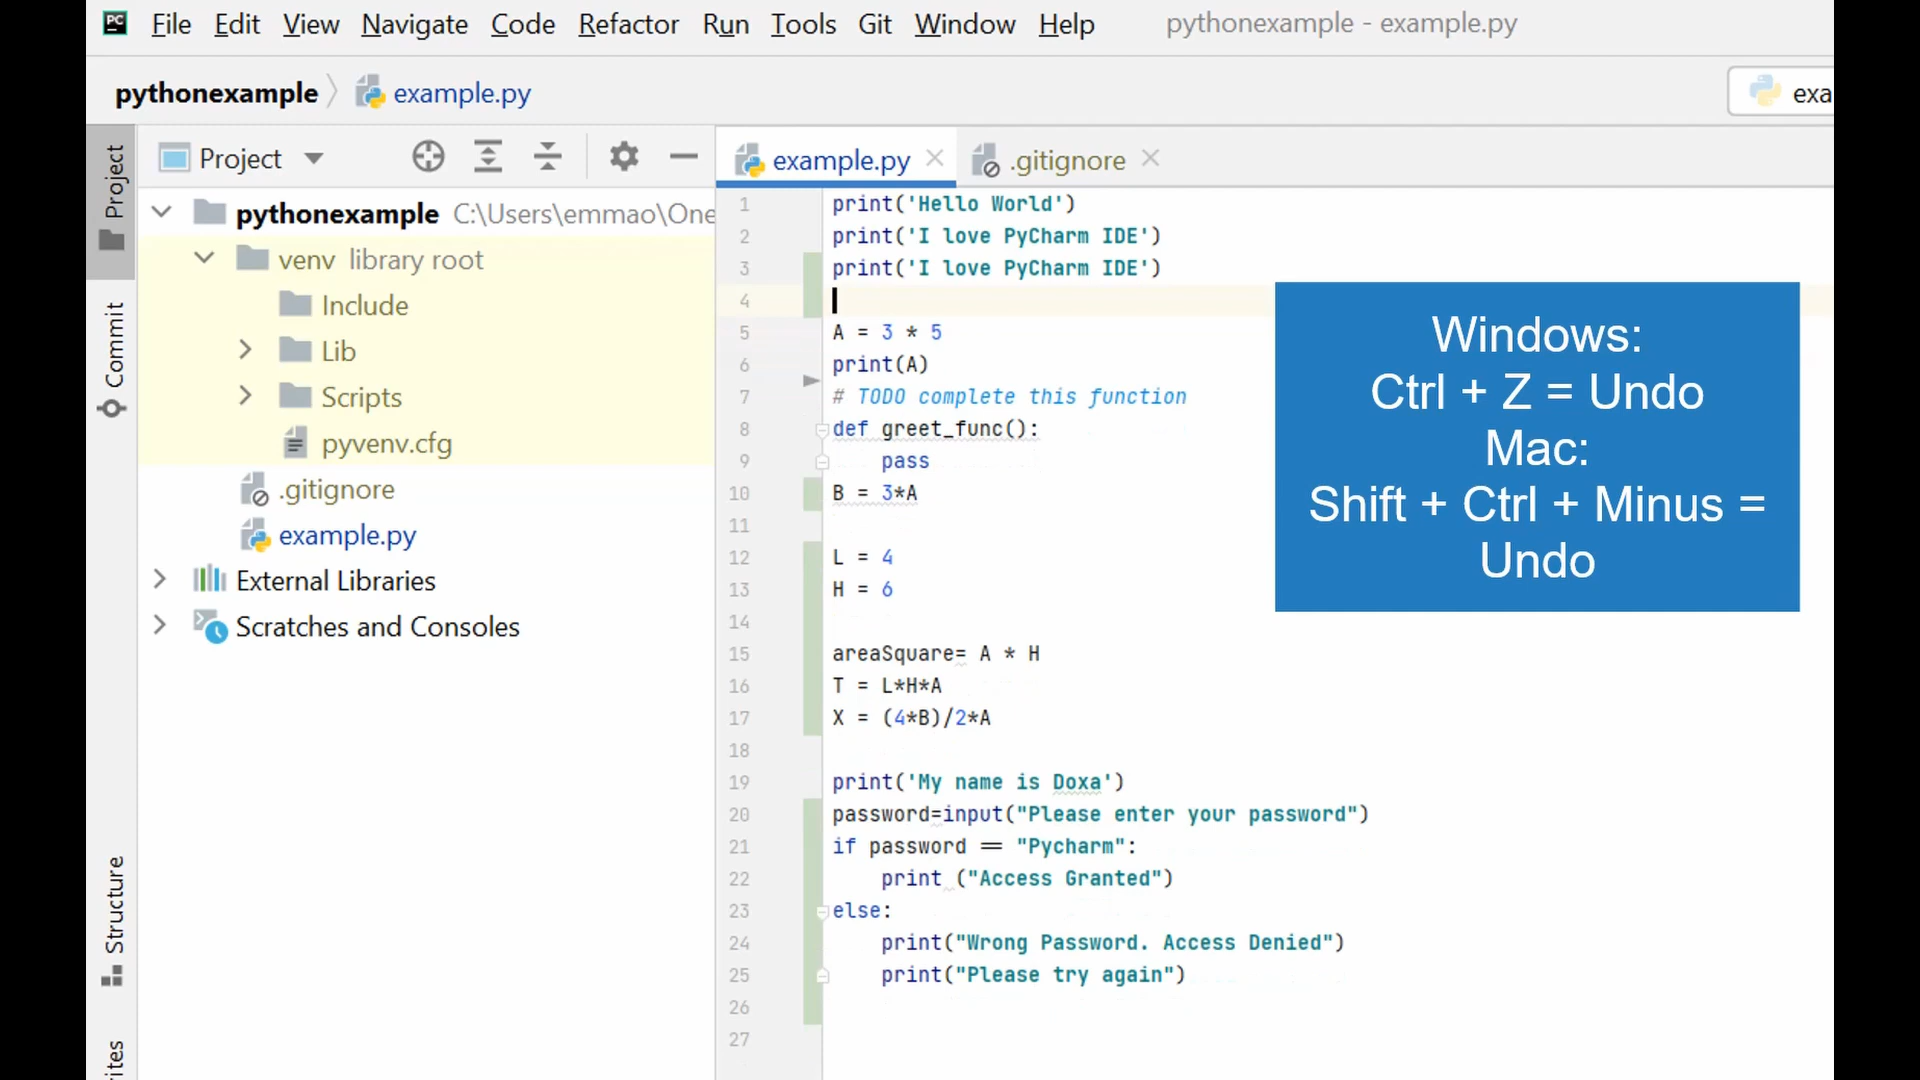 PC File Edit View Navigate Code Refactor Run Tools Git Window Help pythonexample - example.py
pythonexample example.py
exa
Project
Commit
Structure
Project
pythonexample C:\Users\emmao\One
venv library root
Include
Lib
Scripts
pyvenv.cfg
.gitignore
example.py
External Libraries
Scratches and Consoles
example.py .gitignore
1 print('Hello World')
2 print('I love PyCharm IDE')
3 print('I love PyCharm IDE')
4
5 A = 3 * 5
6 print(A)
7 # TODO complete this function
8 def greet_func():
9 pass
10 B = 3*A
11
12 L = 4
13 H = 6
14
15 areaSquare= A * H
16 T = L*H*A
17 X = (4*B)/2*A
18
19 print('My name is Doxa')
20 password=input("Please enter your password")
21 if password == "Pycharm":
22 print ("Access Granted")
23 else:
24 print("Wrong Password. Access Denied")
25 print("Please try again")
26
27
Windows:
Ctrl + Z = Undo
Mac:
Shift + Ctrl + Minus =
Undo